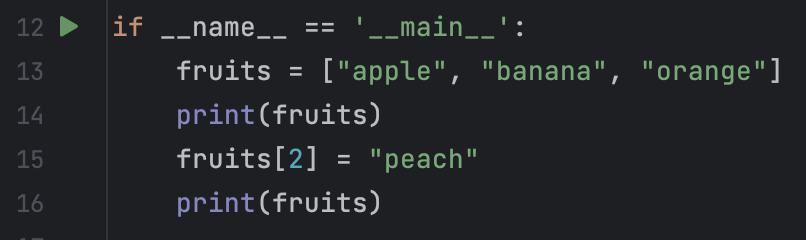 12 if __name__ == '__main__':
13     fruits = ["apple", "banana", "orange"]
14     print(fruits)
15     fruits[2] = "peach"
16     print(fruits)